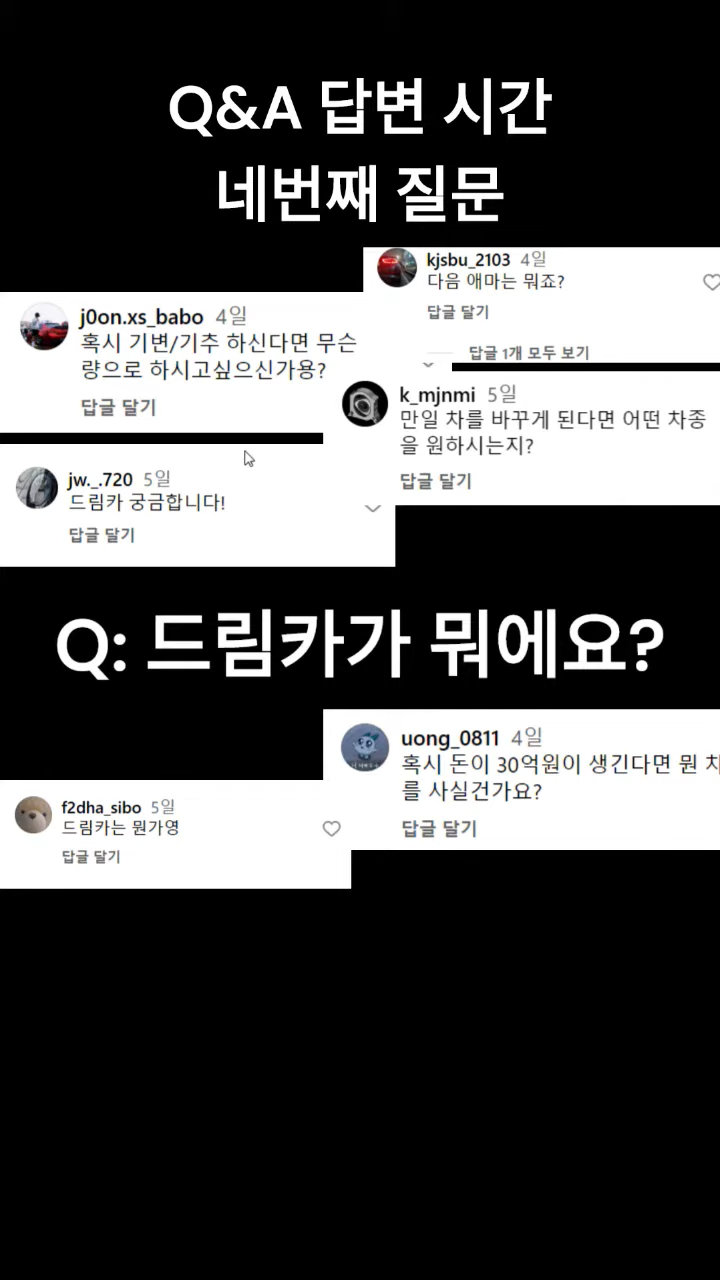 Q&A 답변 시간
네번째 질문
kjsbu_2103 4일
다음 애마는 뭐죠?
답글 달기
답글 1개 모두 보기
j0on.xs_babo 4일
혹시 기변/기추 하신다면 무슨
량으로 하시고싶으신가용?
답글 달기
k_mjnmi 5일
만일 차를 바꾸게 된다면 어떤 차종
을 원하시는지?
답글 달기
jw._.720 5일
드림카 궁금합니다!
답글 달기
Q: 드림카가 뭐에요?
uong_0811 4일
혹시 돈이 30억원이 생긴다면 뭔 차
를 사실건가요?
답글 달기
f2dha_sibo 5일
드림카는 뭔가영
답글 달기